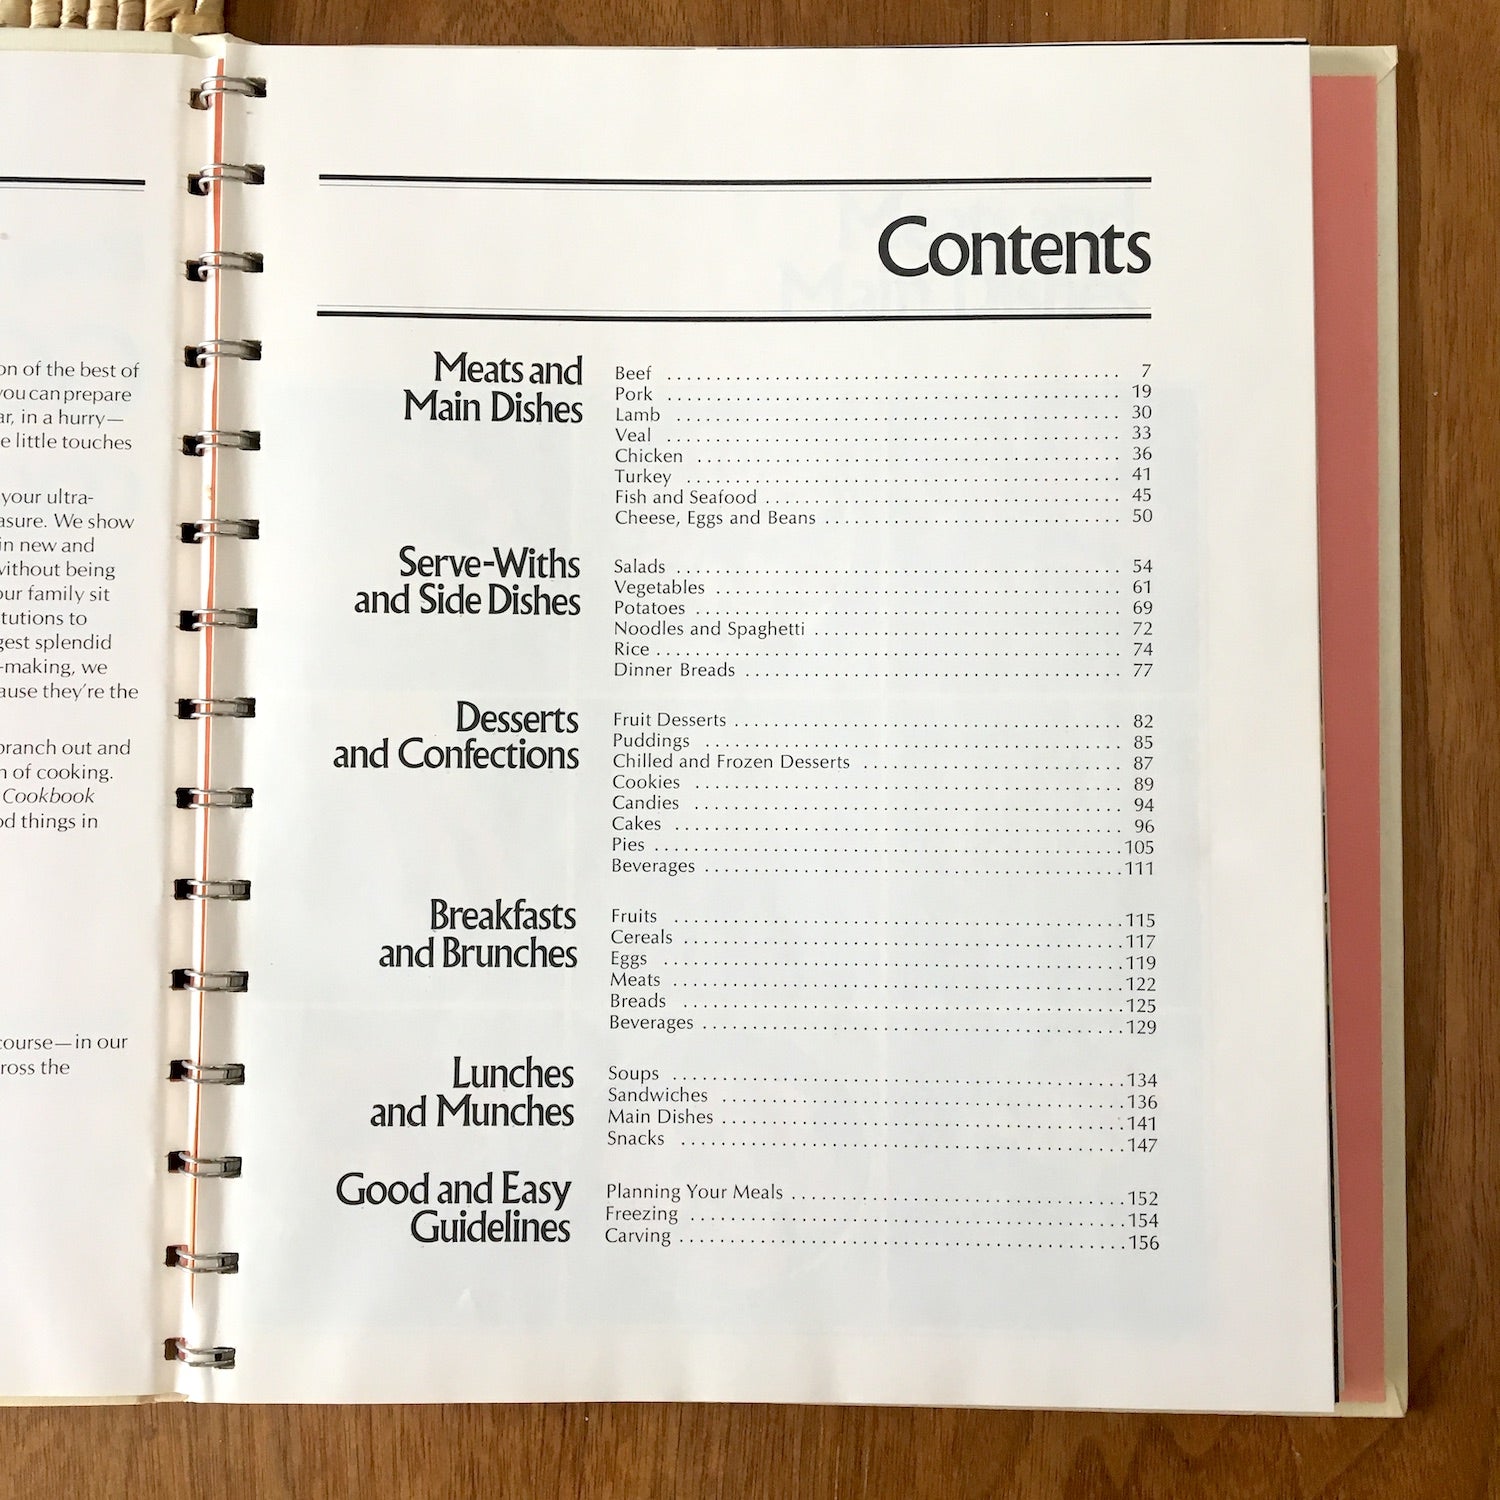 on of the best of
you can prepare
ar, in a hurry—
e little touches
your ultra-
asure. We show
in new and
without being
our family sit
tutions to
gest splendid
-making, we
ause they're the
branch out and
n of cooking.
Cookbook
od things in
course—in our
ross the
Contents
Meats and
Main Dishes
Beef 7
Pork 19
Lamb 30
Veal 33
Chicken 36
Turkey 41
Fish and Seafood 45
Cheese, Eggs and Beans 50
Serve-Withs
and Side Dishes
Salads 54
Vegetables 61
Potatoes 69
Noodles and Spaghetti 72
Rice 74
Dinner Breads 77
Desserts
and Confections
Fruit Desserts 82
Puddings 85
Chilled and Frozen Desserts 87
Cookies 89
Candies 94
Cakes 96
Pies 105
Beverages 111
Breakfasts
and Brunches
Fruits 115
Cereals 117
Eggs 119
Meats 122
Breads 125
Beverages 129
Lunches
and Munches
Soups 134
Sandwiches 136
Main Dishes 141
Snacks 147
Good and Easy
Guidelines
Planning Your Meals 152
Freezing 154
Carving 156